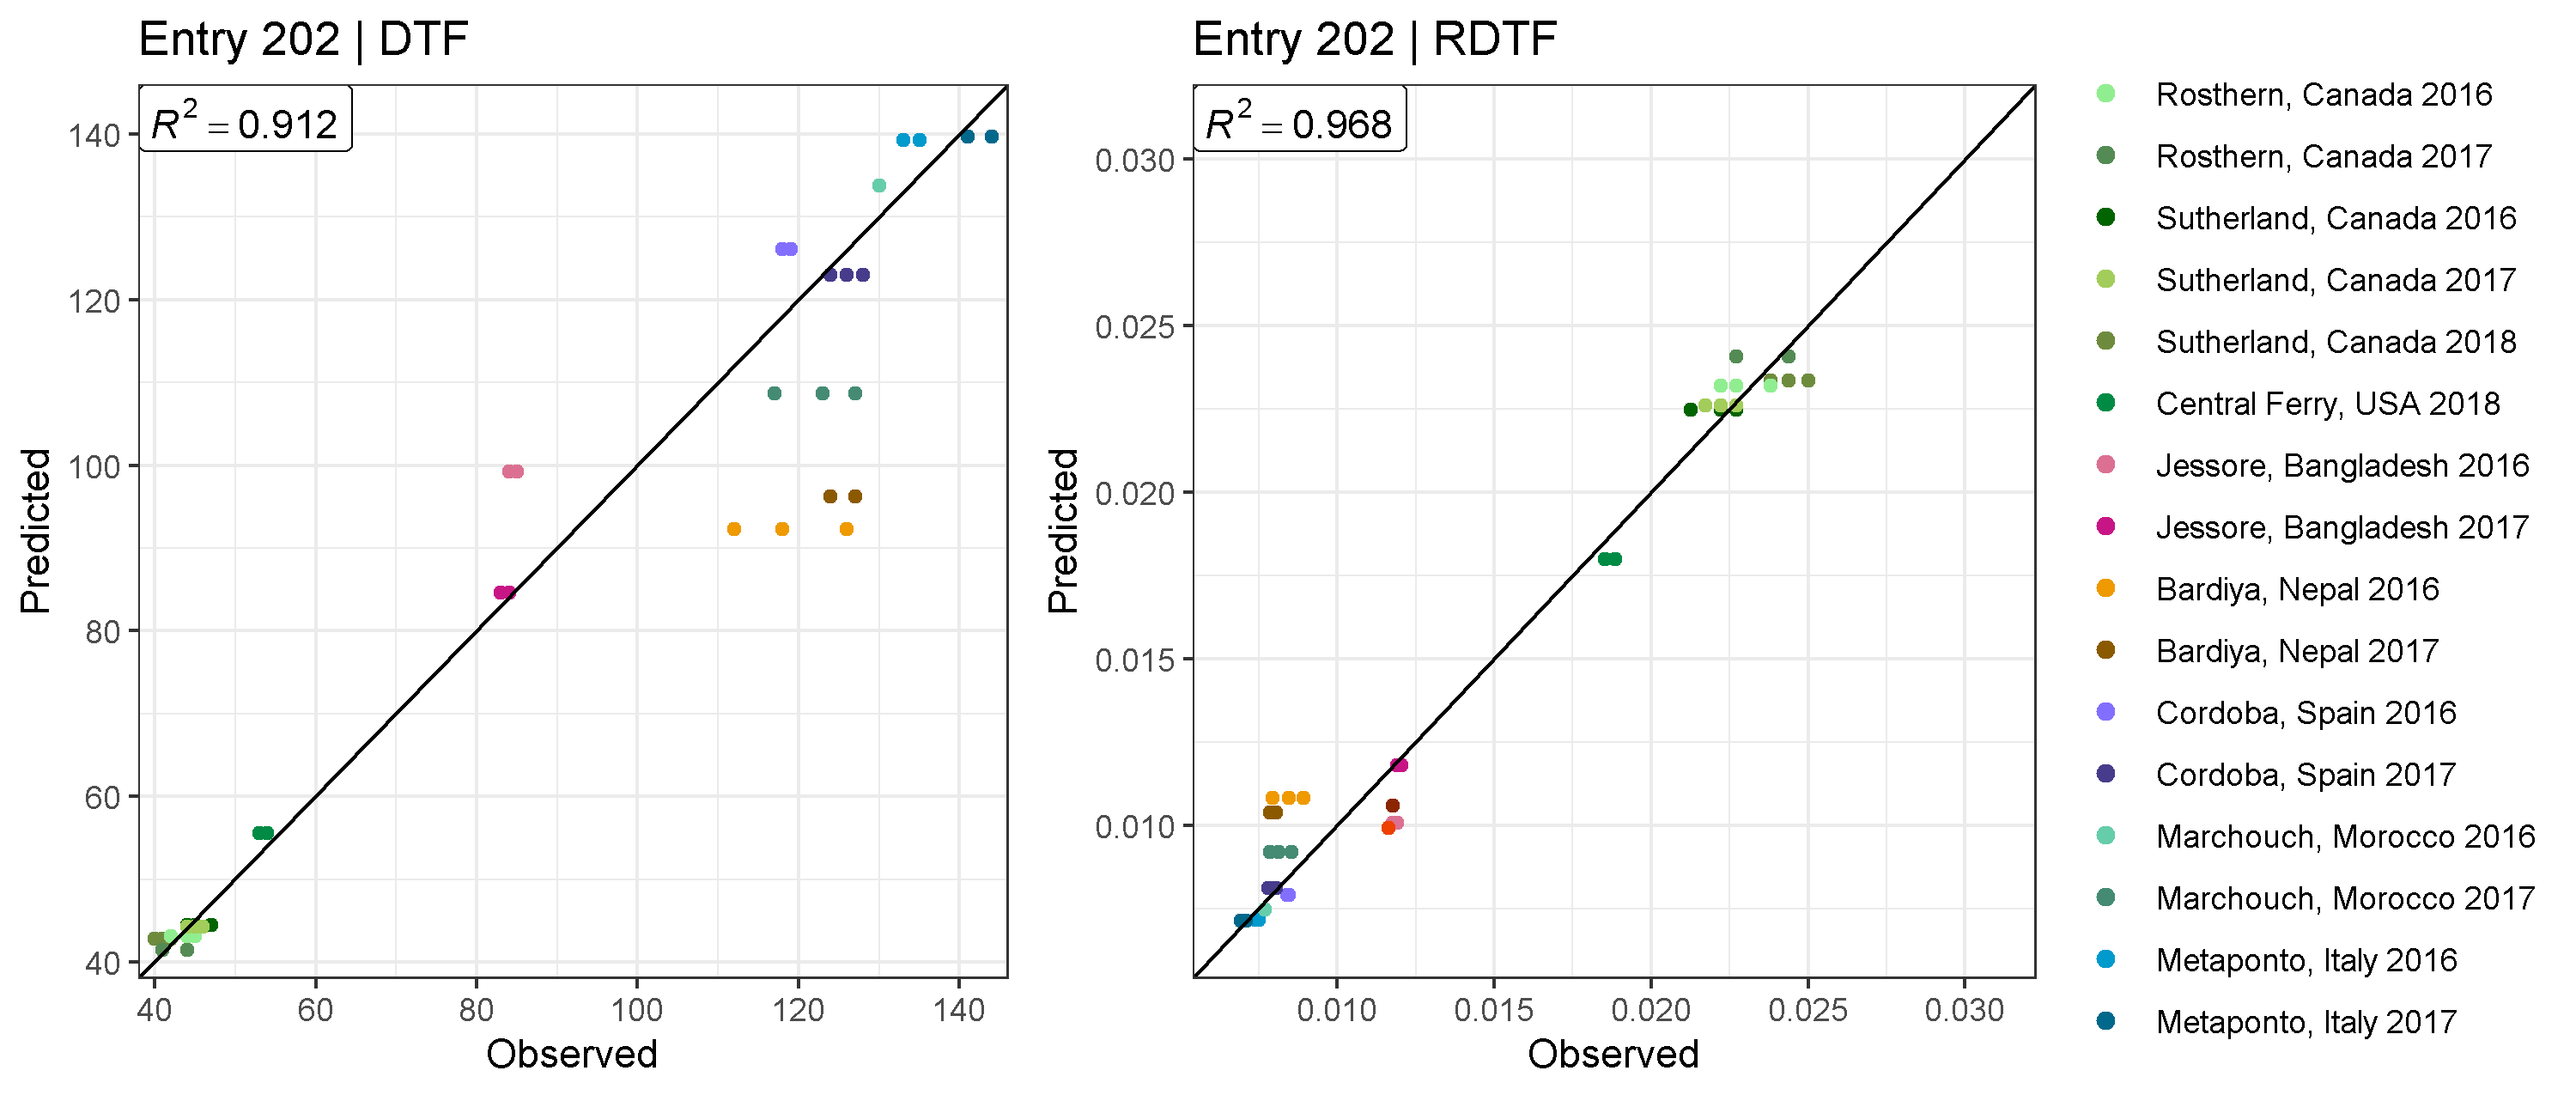 Entry 202 | DTF
R² = 0.912
140
120
100
80
60
40
Predicted
40 60 80 100 120 140
Observed
Entry 202 | RDTF
R² = 0.968
0.030
0.025
0.020
0.015
0.010
Predicted
0.010 0.015 0.020 0.025 0.030
Observed
Rosthern, Canada 2016
Rosthern, Canada 2017
Sutherland, Canada 2016
Sutherland, Canada 2017
Sutherland, Canada 2018
Central Ferry, USA 2018
Jessore, Bangladesh 2016
Jessore, Bangladesh 2017
Bardiya, Nepal 2016
Bardiya, Nepal 2017
Cordoba, Spain 2016
Cordoba, Spain 2017
Marchouch, Morocco 2016
Marchouch, Morocco 2017
Metaponto, Italy 2016
Metaponto, Italy 2017